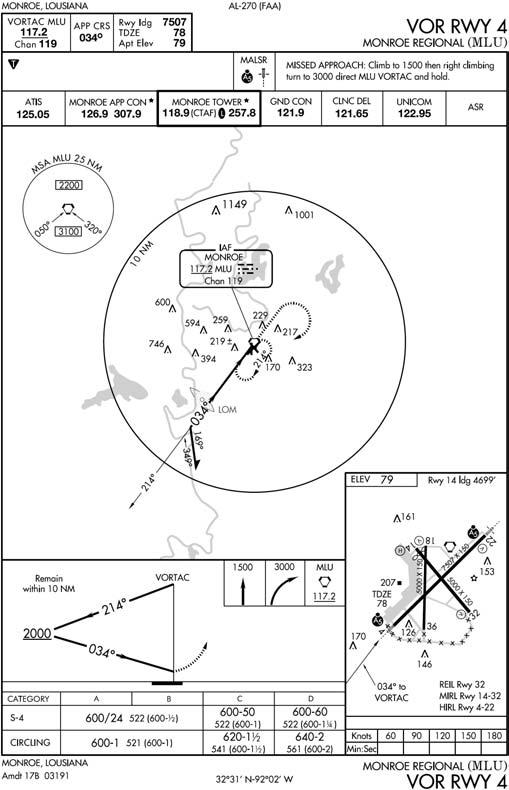 MONROE, LOUSIANA
AL-270 (FAA)
VORTAC MLU
117.2
Chan 119
APP CRS
034°
Rwy ldg 7507
TDZE 78
Apt Elev 79
VOR RWY 4
MONROE REGIONAL (MLU)
T
MALSR
A5
MISSED APPROACH: Climb to 1500 then right climbing
turn to 3000 direct MLU VORTAC and hold.
ATIS
125.05
MONROE APP CON *
126.9 307.9
MONROE TOWER *
118.9 (CTAF) L 257.8
GND CON
121.9
CLNC DEL
121.65
UNICOM
122.95
ASR
MSA MLU 25 NM
2200
050°
320°
3100
10 NM
1149
1001
IAF
MONROE
117.2 MLU
Chan 119
600
594
259
229
217
746
394
219 ±
170
323
214°
034°
LOM
169°
349°
214°
ELEV 79
Rwy 14 ldg 4699'
161
A5
18
14
22
H
7507 X 150
5000 X 150
5000 X 150
153
207
TDZE
78
32
A5
4
36
126
170
146
034° to
VORTAC
REIL Rwy 32
MIRL Rwy 14-32
HIRL Rwy 4-22
Remain
within 10 NM
VORTAC
214°
2000
034°
1500
3000
MLU
117.2
CATEGORY A B C D
S-4 600/24 522 (600-½) 600-50 522 (600-1) 600-60 522 (600-1¼)
CIRCLING 600-1 521 (600-1) 620-1½ 541 (600-1½) 640-2 561 (600-2)
Knots 60 90 120 150 180
Min:Sec
MONROE, LOUSIANA
Amdt 17B 03191
32°31' N-92°02' W
MONROE REGIONAL (MLU)
VOR RWY 4